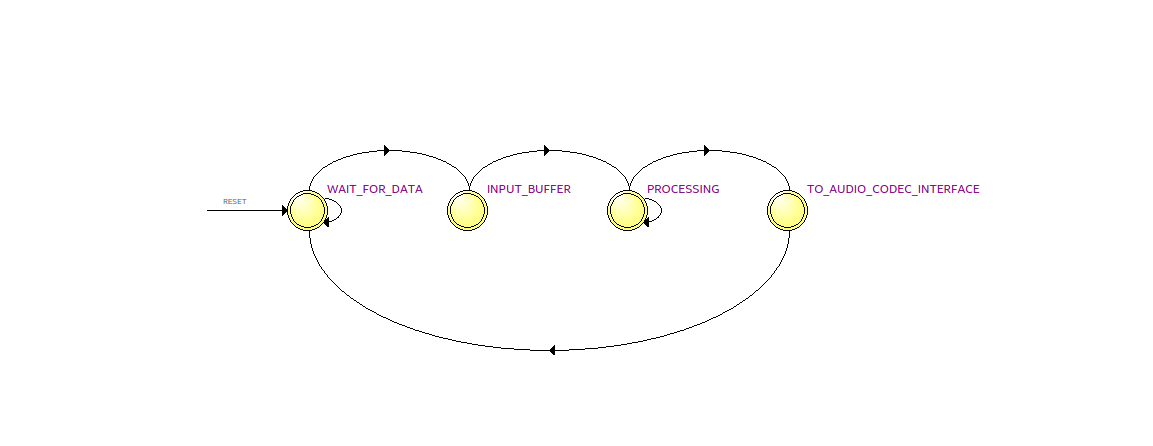 WAIT_FOR_DATA
INPUT_BUFFER
PROCESSING
TO_AUDIO_CODEC_INTERFACE
RESET